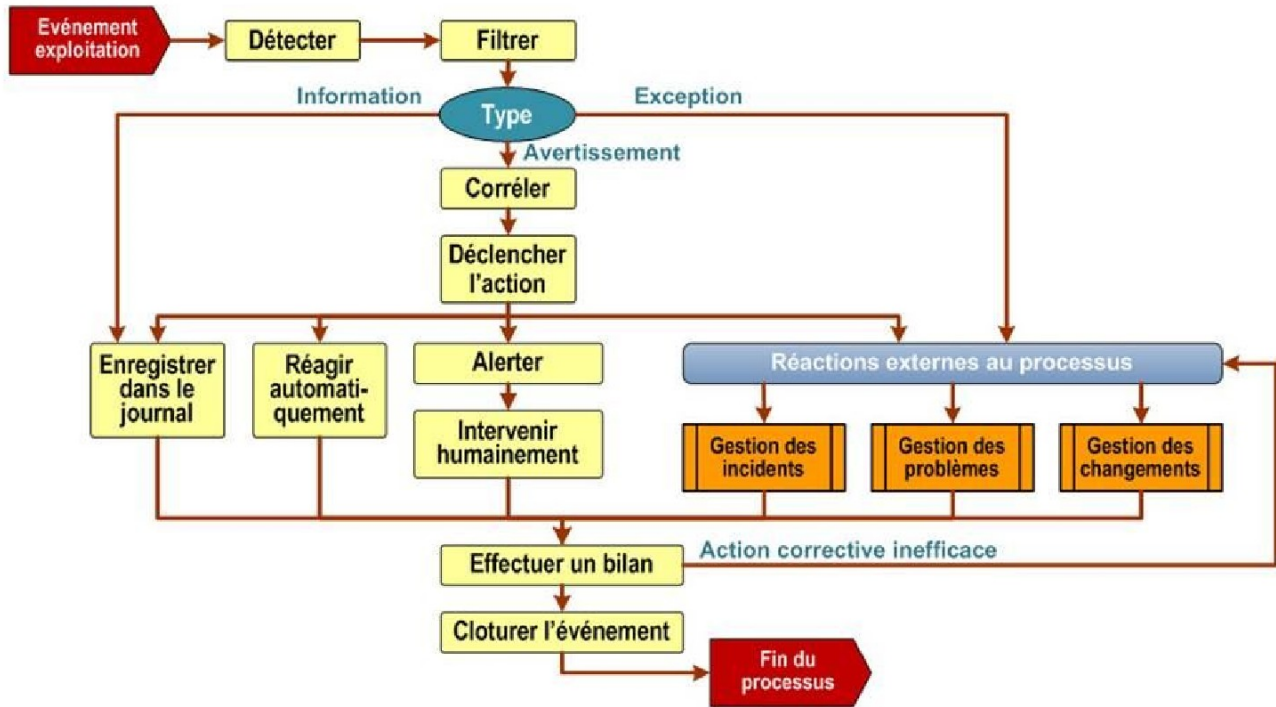 Evénement
exploitation
Détecter
Filtrer
Information
Type
Exception
Avertissement
Corréler
Déclencher
l'action
Enregistrer
dans le
journal
Réagir
automati-
quement
Alerter
Réactions externes au processus
Intervenir
humainement
Gestion des
incidents
Gestion des
problèmes
Gestion des
changements
Effectuer un bilan
Action corrective inefficace
Cloturer l'événement
Fin du
processus